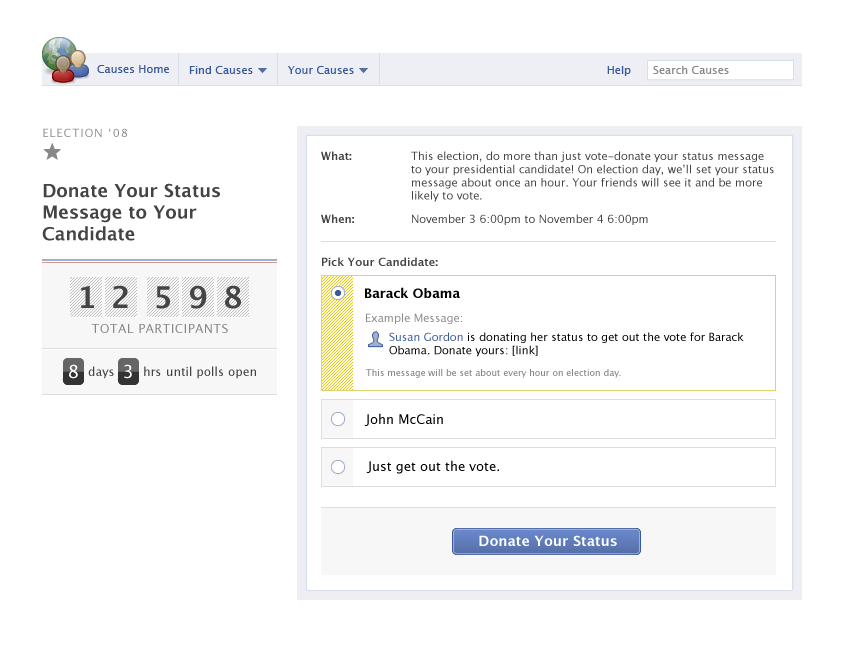 Causes Home Find Causes Your Causes Help Search Causes
ELECTION '08
Donate Your Status
Message to Your
Candidate
12 598
TOTAL PARTICIPANTS
8 days 3 hrs until polls open
What: This election, do more than just vote–donate your status message
to your presidential candidate! On election day, we'll set your status
message about once an hour. Your friends will see it and be more
likely to vote.
When: November 3 6:00pm to November 4 6:00pm
Pick Your Candidate:
Barack Obama
Example Message:
Susan Gordon is donating her status to get out the vote for Barack
Obama. Donate yours: [link]
This message will be set about every hour on election day.
John McCain
Just get out the vote.
Donate Your Status